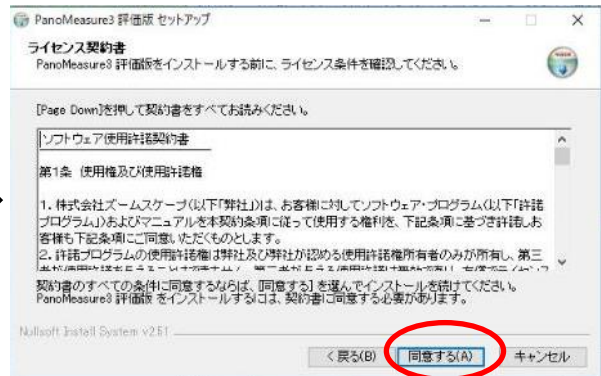 PanoMeasure3 評価版 セットアップ
ライセンス契約書
PanoMeasure3 評価版をインストールする前に、ライセンス条件を確認してください。
[Page Down]を押して契約書をすべてお読みください。
ソフトウェア使用許諾契約書
第1条 使用権及び使用許諾権
1. 株式会社ズームスケープ(以下「弊社」)は、お客様に対してソフトウェア・プログラム(以下「許諾
プログラム」)およびマニュアルを本契約条項に従って使用する権利を、下記条項に基づき許諾しお
客様も下記条項にご同意いただくものとします。
2. 許諾プログラムの使用許諾権は弊社及び弊社が認める使用許諾権所有者のみが所有し、第三
契約書のすべての条件に同意するならば、[同意する] を選んでインストールを続けてください。
PanoMeasure3 評価版 をインストールするには、契約書に同意する必要があります。
Nullsoft Install System v2.51
< 戻る(B)
同意する(A)
キャンセル